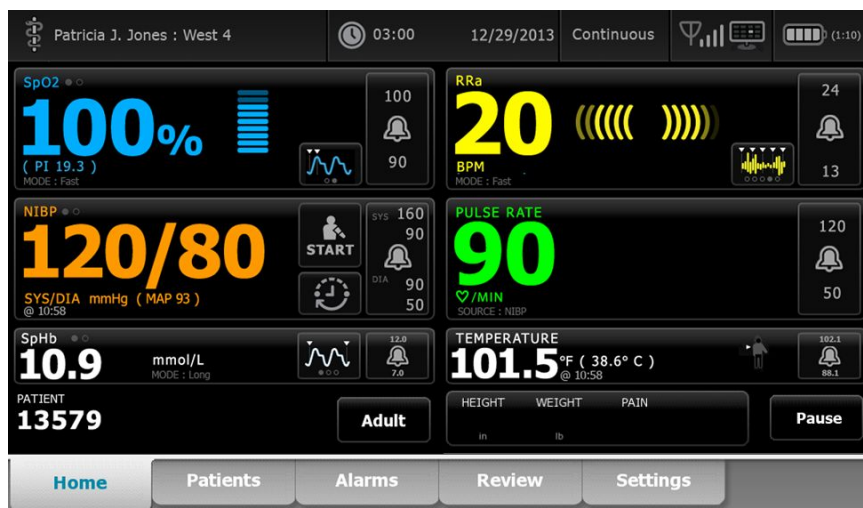 Patricia J. Jones : West 4 03:00 12/29/2013 Continuous (1:10)
SpO2
100%
( PI 19.3 )
MODE : Fast
100
90
RRa
20
BPM
MODE : Fast
24
13
NIBP
120/80
SYS/DIA mmHg ( MAP 93 )
@ 10:58
START
SYS 160
90
DIA 90
50
PULSE RATE
90
/MIN
SOURCE : NIBP
120
50
SpHb
10.9 mmol/L
MODE : Long
12.0
7.0
TEMPERATURE
101.5 °F ( 38.6° C )
@ 10:58
102.1
88.1
PATIENT
13579
Adult
HEIGHT WEIGHT PAIN
in lb
Pause
Home Patients Alarms Review Settings